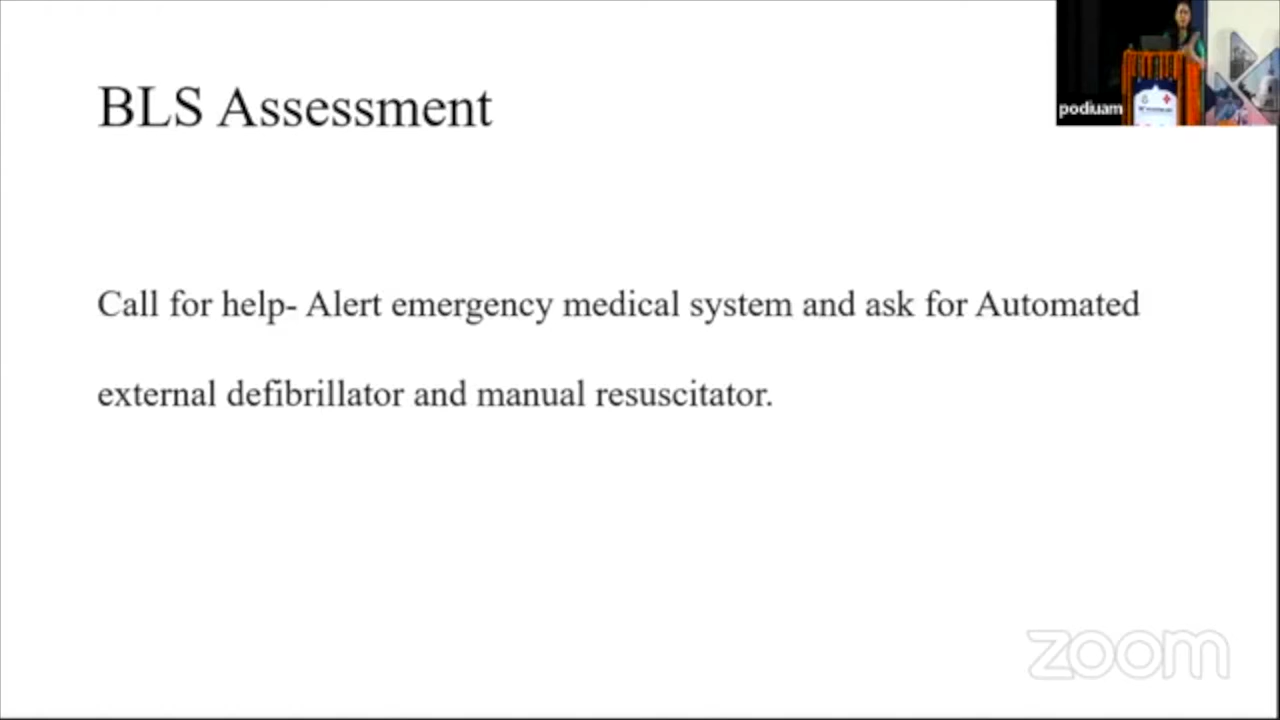 BLS Assessment
podiuam
Call for help- Alert emergency medical system and ask for Automated
external defibrillator and manual resuscitator.
zoom